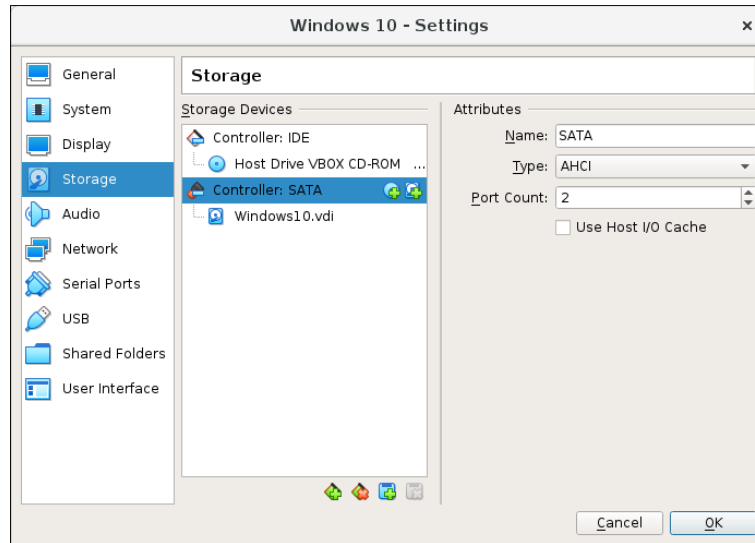 Windows 10 - Settings
General
System
Display
Storage
Audio
Network
Serial Ports
USB
Shared Folders
User Interface
Storage
Storage Devices
Controller: IDE
Host Drive VBOX CD-ROM ...
Controller: SATA
Windows10.vdi
Attributes
Name: SATA
Type: AHCI
Port Count: 2
Use Host I/O Cache
Cancel
OK